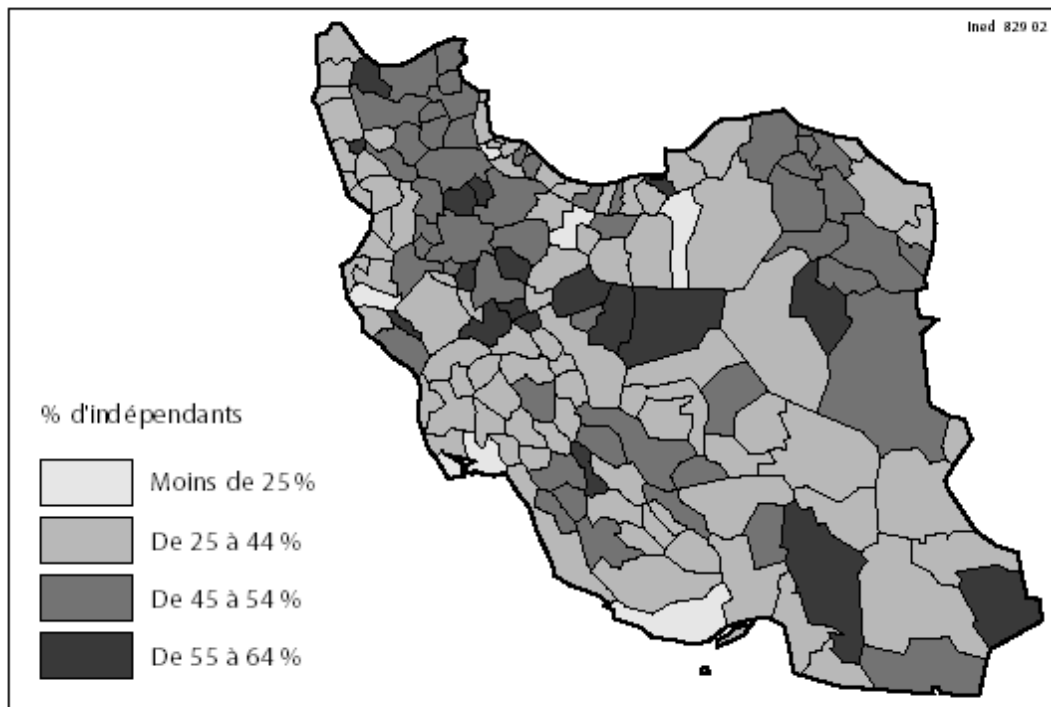 Ined 829 02
% d'indépendants
Moins de 25 %
De 25 à 44 %
De 45 à 54 %
De 55 à 64 %